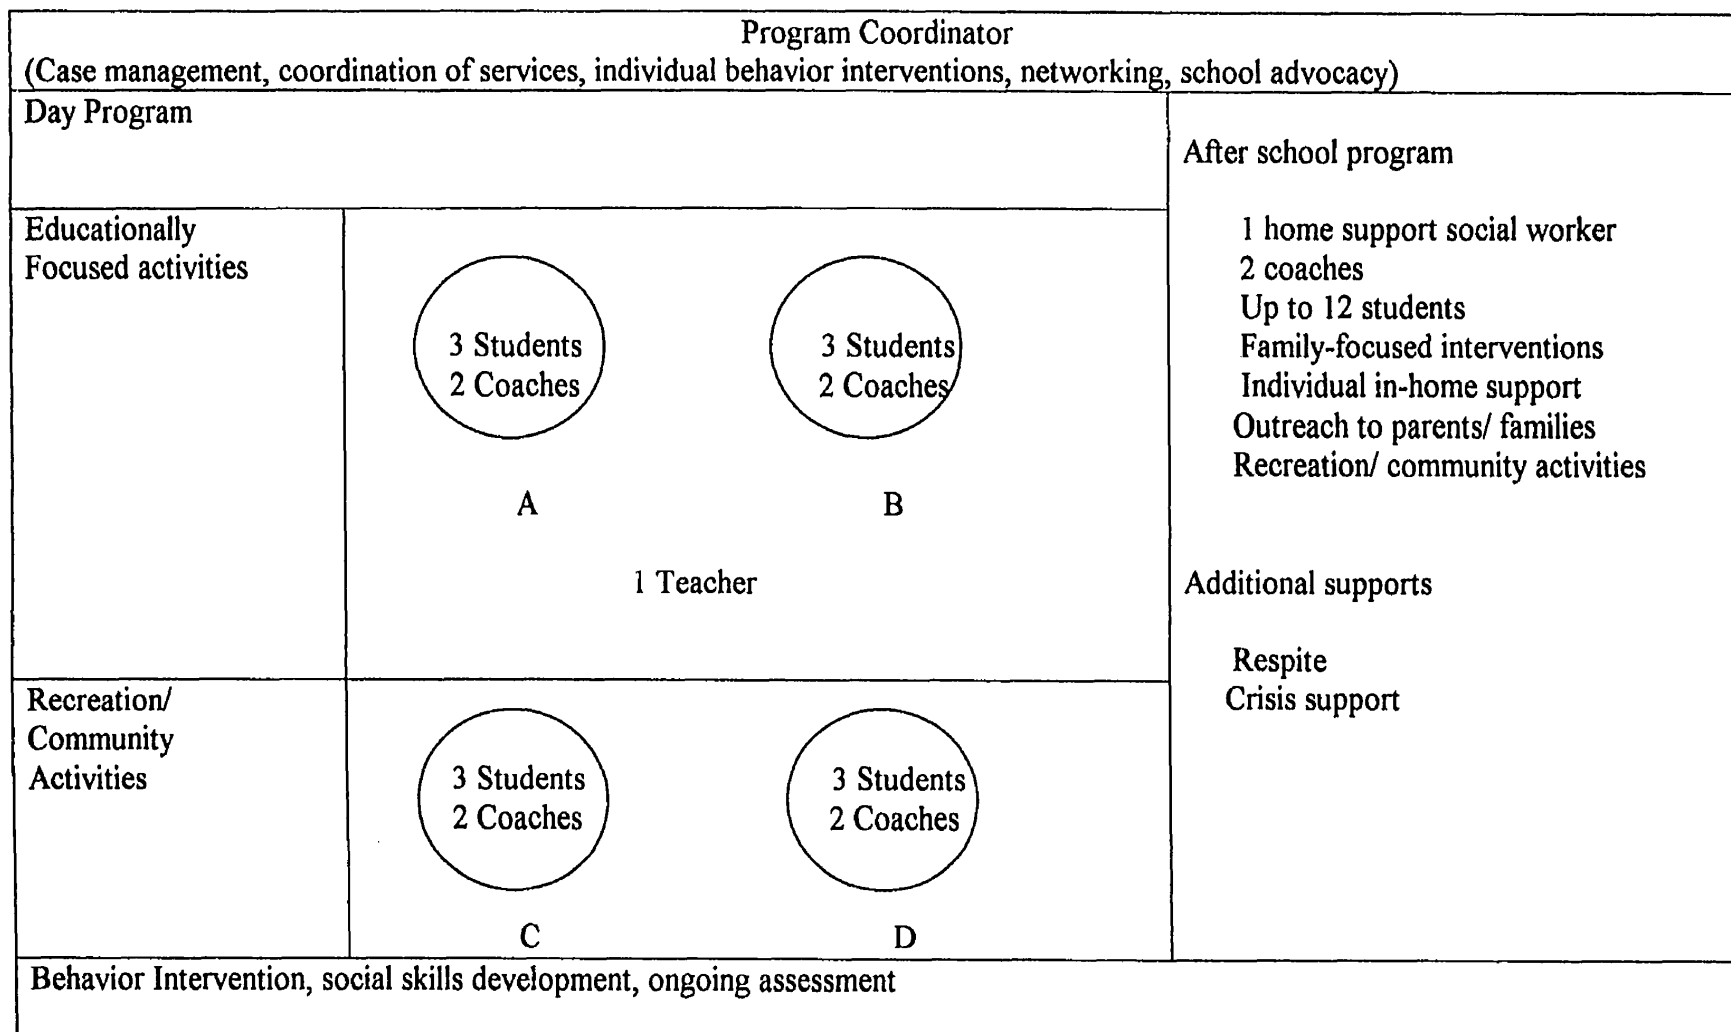 Program Coordinator
(Case management, coordination of services, individual behavior interventions, networking, school advocacy)
Day Program
Educationally
Focused activities
3 Students
2 Coaches
A
3 Students
2 Coaches
B
1 Teacher
Recreation/
Community
Activities
3 Students
2 Coaches
C
3 Students
2 Coaches
D
After school program
1 home support social worker
2 coaches
Up to 12 students
Family-focused interventions
Individual in-home support
Outreach to parents/ families
Recreation/ community activities
Additional supports
Respite
Crisis support
Behavior Intervention, social skills development, ongoing assessment